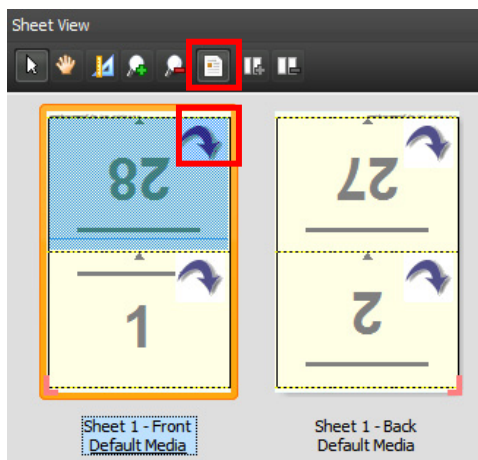 Sheet View
28
27
1
2
Sheet 1 - Front
Default Media
Sheet 1 - Back
Default Media